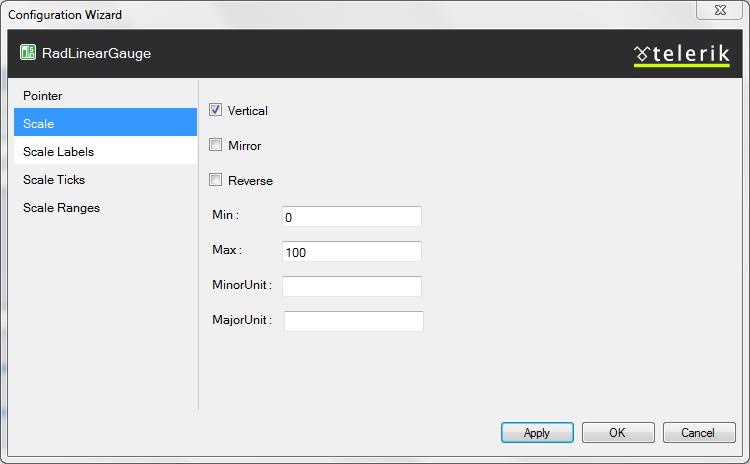 Configuration Wizard
RadLinearGauge
telerik
Pointer
Scale
Scale Labels
Scale Ticks
Scale Ranges
Vertical
Mirror
Reverse
Min : 0
Max : 100
MinorUnit :
MajorUnit :
Apply OK Cancel